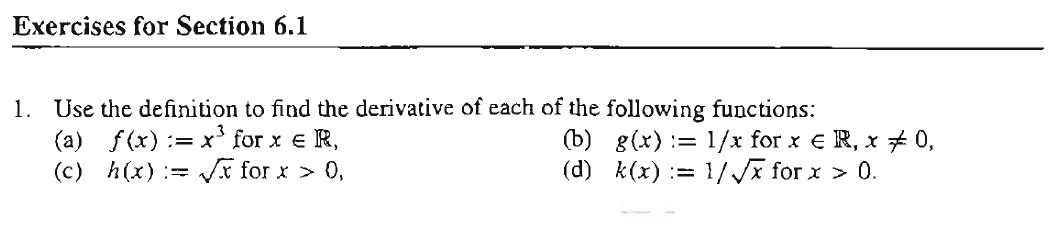 Exercises for Section 6.1
1. Use the definition to find the derivative of each of the following functions:
(a) f(x) := x³ for x ∈ ℝ, (b) g(x) := 1/x for x ∈ ℝ, x ≠ 0,
(c) h(x) := √x for x > 0, (d) k(x) := 1/√x for x > 0.